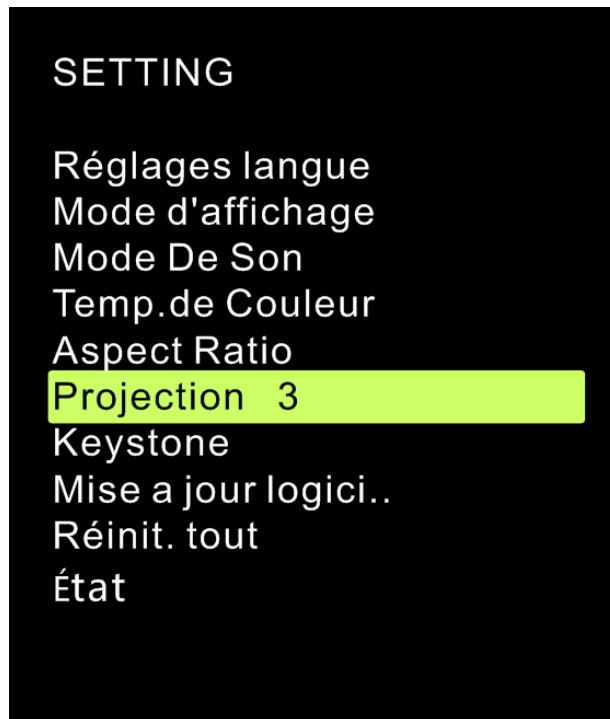 SETTING
Réglages langue
Mode d'affichage
Mode De Son
Temp.de Couleur
Aspect Ratio
Projection 3
Keystone
Mise a jour logici..
Réinit. tout
État